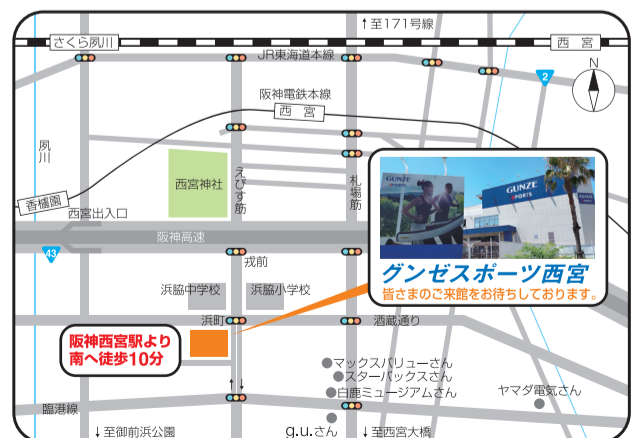 ↑至171号線
さくら夙川
西 宮
JR東海道本線
2
N
阪神電鉄本線
西 宮
夙川
西宮神社
えびす筋
札場筋
香櫨園
西宮出入口
阪神高速
43
戎前
浜脇中学校
浜脇小学校
浜町
酒蔵通り
GUNZE
SPORTS
GUNZE
SPORTS
グンゼスポーツ西宮
皆さまのご来館をお待ちしております。
阪神西宮駅より
南へ徒歩10分
↑↓
●マックスバリューさん
●スターバックスさん
●白鹿ミュージアムさん
ヤマダ電気さん
臨港線
↓至御前浜公園
g.u.さん
↓至西宮大橋